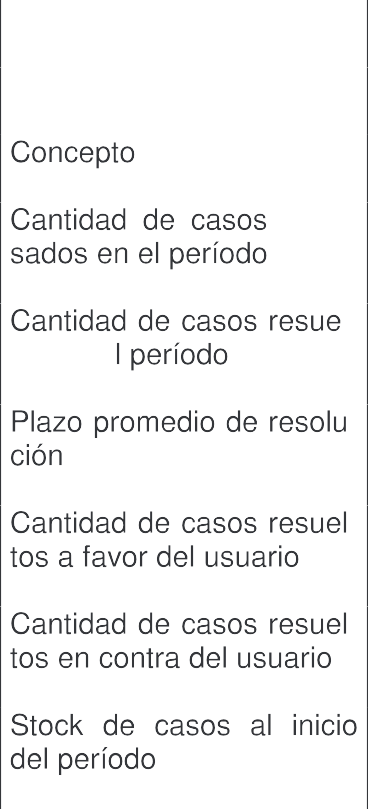 Concepto
Cantidad de casos
sados en el período
Cantidad de casos resue
l período
Plazo promedio de resolu
ción
Cantidad de casos resuel
tos a favor del usuario
Cantidad de casos resuel
tos en contra del usuario
Stock de casos al inicio
del período